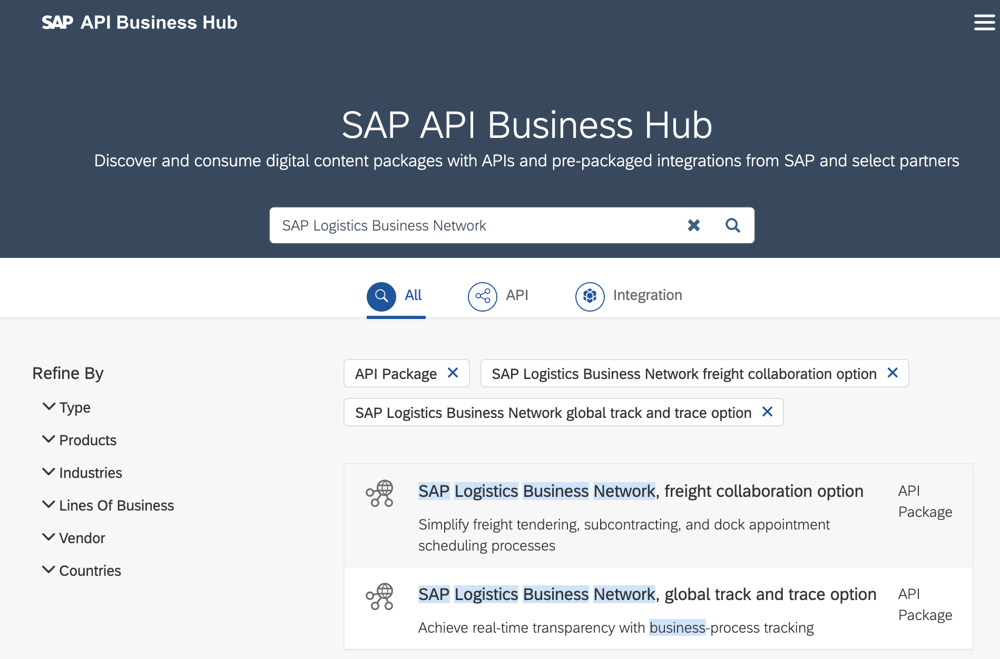 SAP API Business Hub
SAP API Business Hub
Discover and consume digital content packages with APIs and pre-packaged integrations from SAP and select partners
SAP Logistics Business Network
All API Integration
Refine By
Type
Products
Industries
Lines Of Business
Vendor
Countries
API Package
SAP Logistics Business Network freight collaboration option
SAP Logistics Business Network global track and trace option
SAP Logistics Business Network, freight collaboration option
Simplify freight tendering, subcontracting, and dock appointment
scheduling processes
API
Package
SAP Logistics Business Network, global track and trace option
Achieve real-time transparency with business-process tracking
API
Package